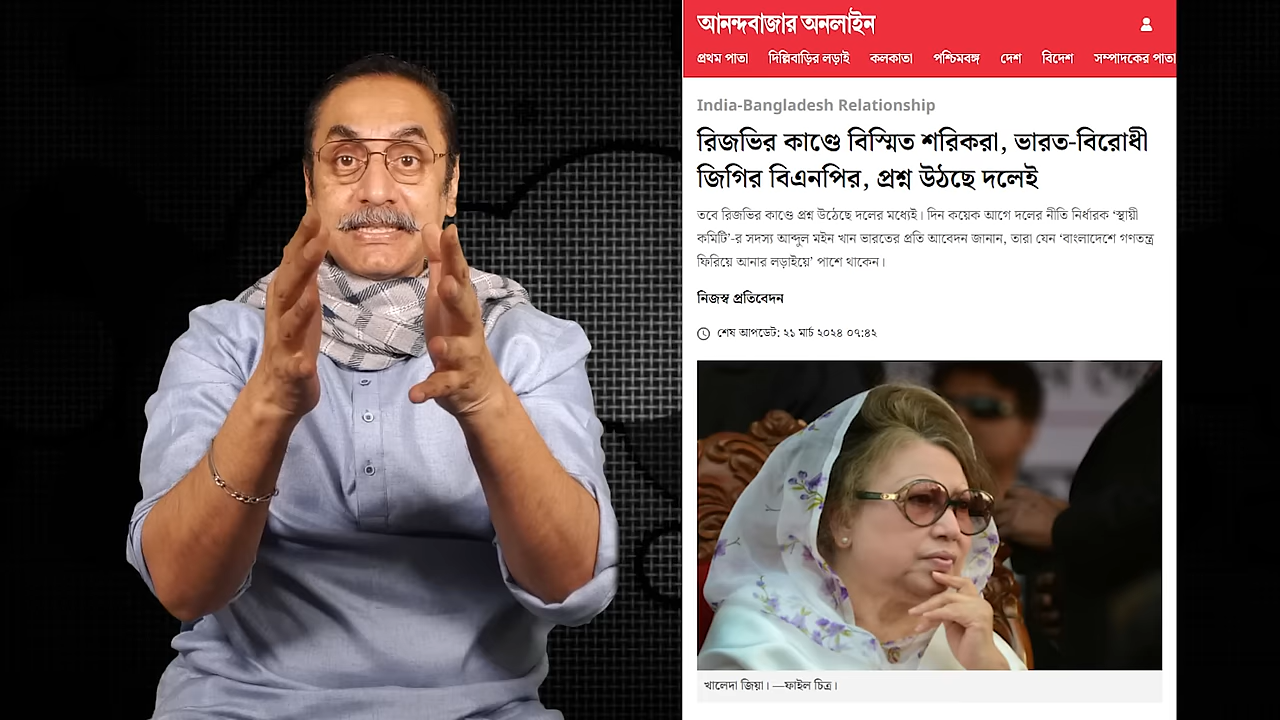 আনন্দবাজার অনলাইন
প্রথম পাতা দিল্লিবাড়ির লড়াই কলকাতা পশ্চিমবঙ্গ দেশ বিদেশ সম্পাদকের পাতা
India-Bangladesh Relationship
রিজভির কাণ্ডে বিস্মিত শরিকরা, ভারত-বিরোধী
জিগির বিএনপির, প্রশ্ন উঠছে দলেই
তবে রিজভির কাণ্ডে প্রশ্ন উঠেছে দলের মধ্যেই। দিন কয়েক আগে দলের নীতি নির্ধারক ‘স্থায়ী
কমিটি’-র সদস্য আব্দুল মইন খান ভারতের প্রতি আবেদন জানান, তারা যেন ‘বাংলাদেশে গণতন্ত্র
ফিরিয়ে আনার লড়াইয়ে’ পাশে থাকেন।
নিজস্ব প্রতিবেদন
শেষ আপডেট: ২১ মার্চ ২০২৪ ০৭:৪২
খালেদা জিয়া। —ফাইল চিত্র।